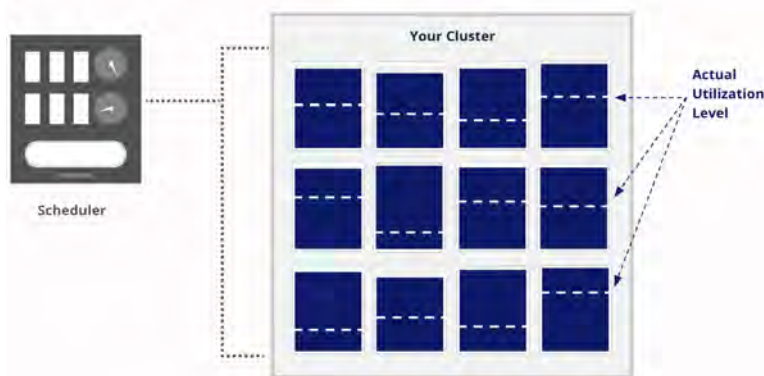 Your Cluster
Actual
Utilization
Level
Scheduler